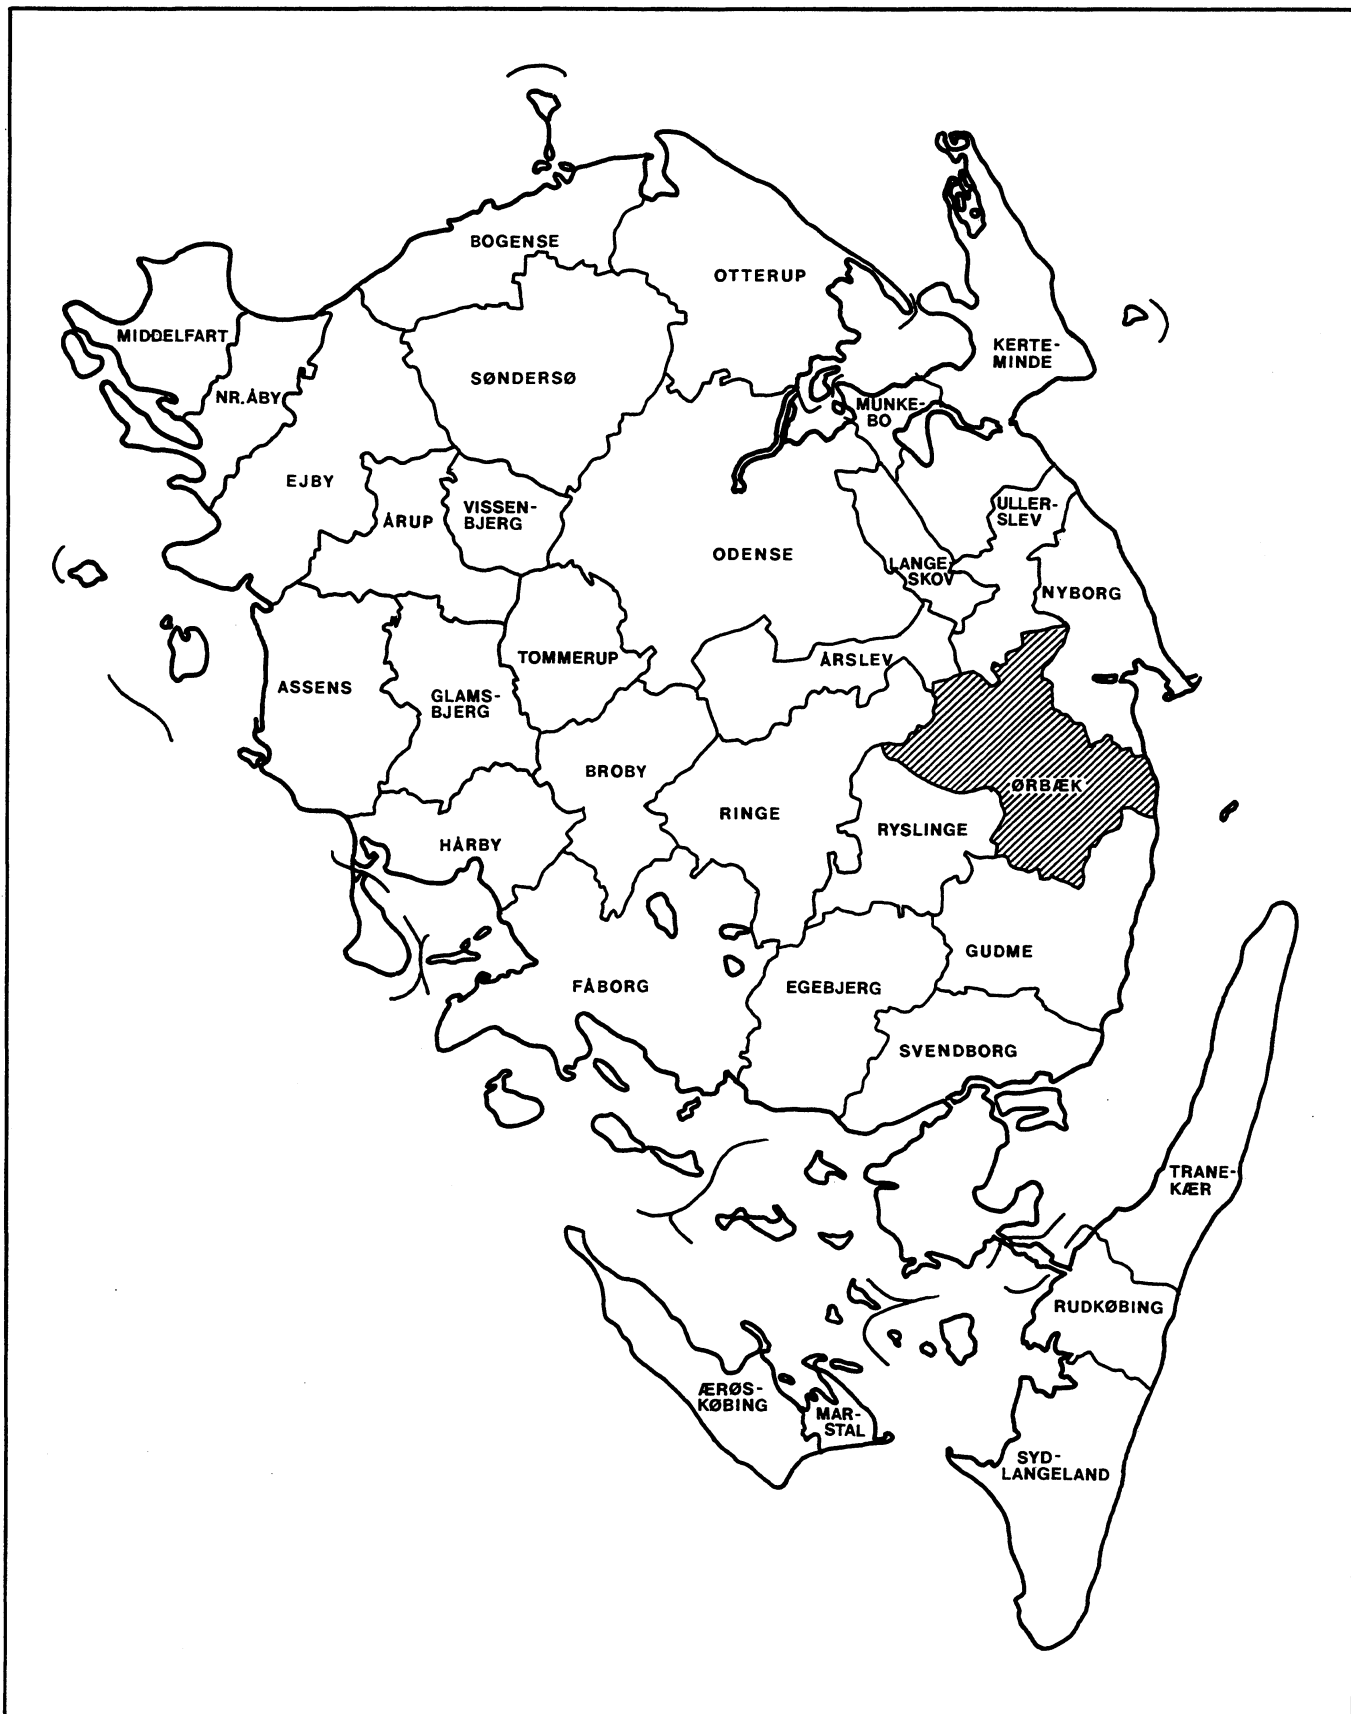 BOGENSE
OTTERUP
MIDDELFART
KERTE-
MINDE
SØNDERSØ
NR.ÅBY
MUNKE-
BO
EJBY
ÅRUP
VISSEN-
BJERG
ULLER-
SLEV
ODENSE
LANGE
SKOV
NYBORG
TOMMERUP
ÅRSLEV
ASSENS
GLAMS-
BJERG
BROBY
ØRBÆK
RINGE
RYSLINGE
HÅRBY
GUDME
FÅBORG
EGEBJERG
SVENDBORG
TRANE-
KÆR
RUDKØBING
ÆRØS-
KØBING
MAR-
STAL
SYD-
LANGELAND